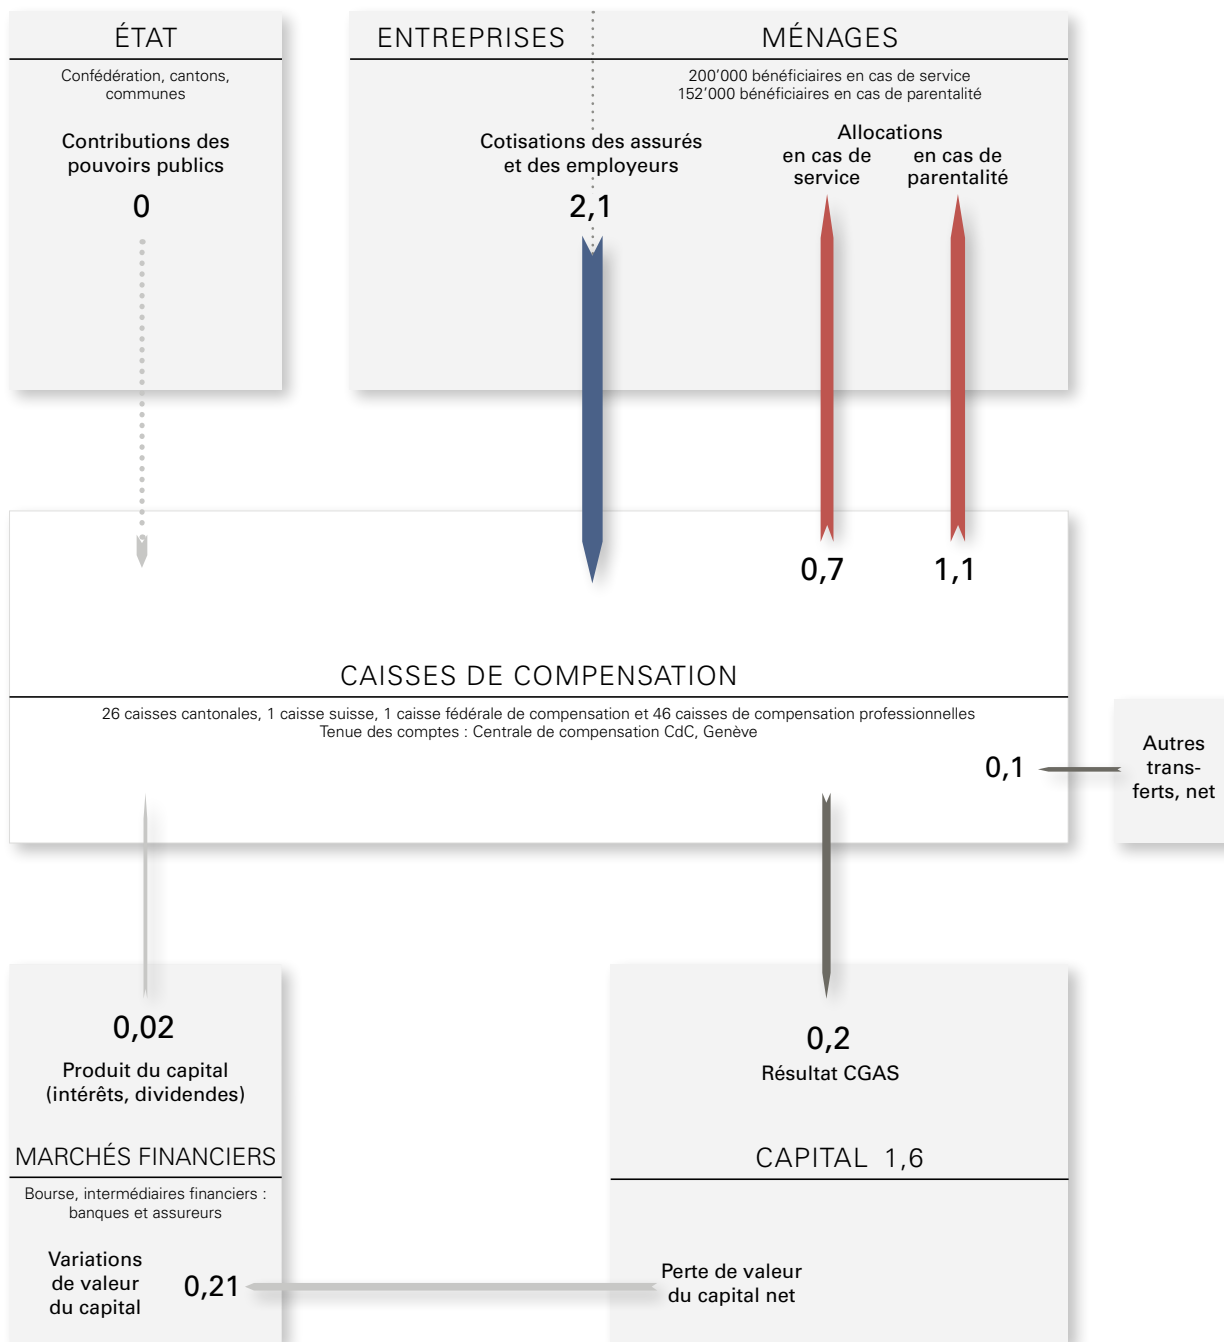 ÉTAT
Confédération, cantons,
communes
Contributions des
pouvoirs publics
0
ENTREPRISES
MÉNAGES
200’000 bénéficiaires en cas de service
152’000 bénéficiaires en cas de parentalité
Cotisations des assurés
et des employeurs
2,1
Allocations
en cas de
service
en cas de
parentalité
0,7
1,1
CAISSES DE COMPENSATION
26 caisses cantonales, 1 caisse suisse, 1 caisse fédérale de compensation et 46 caisses de compensation professionnelles
Tenue des comptes : Centrale de compensation CdC, Genève
0,1
Autres
trans-
ferts, net
0,02
Produit du capital
(intérêts, dividendes)
MARCHÉS FINANCIERS
Bourse, intermédiaires financiers :
banques et assureurs
Variations
de valeur
du capital
0,21
0,2
Résultat CGAS
CAPITAL 1,6
Perte de valeur
du capital net